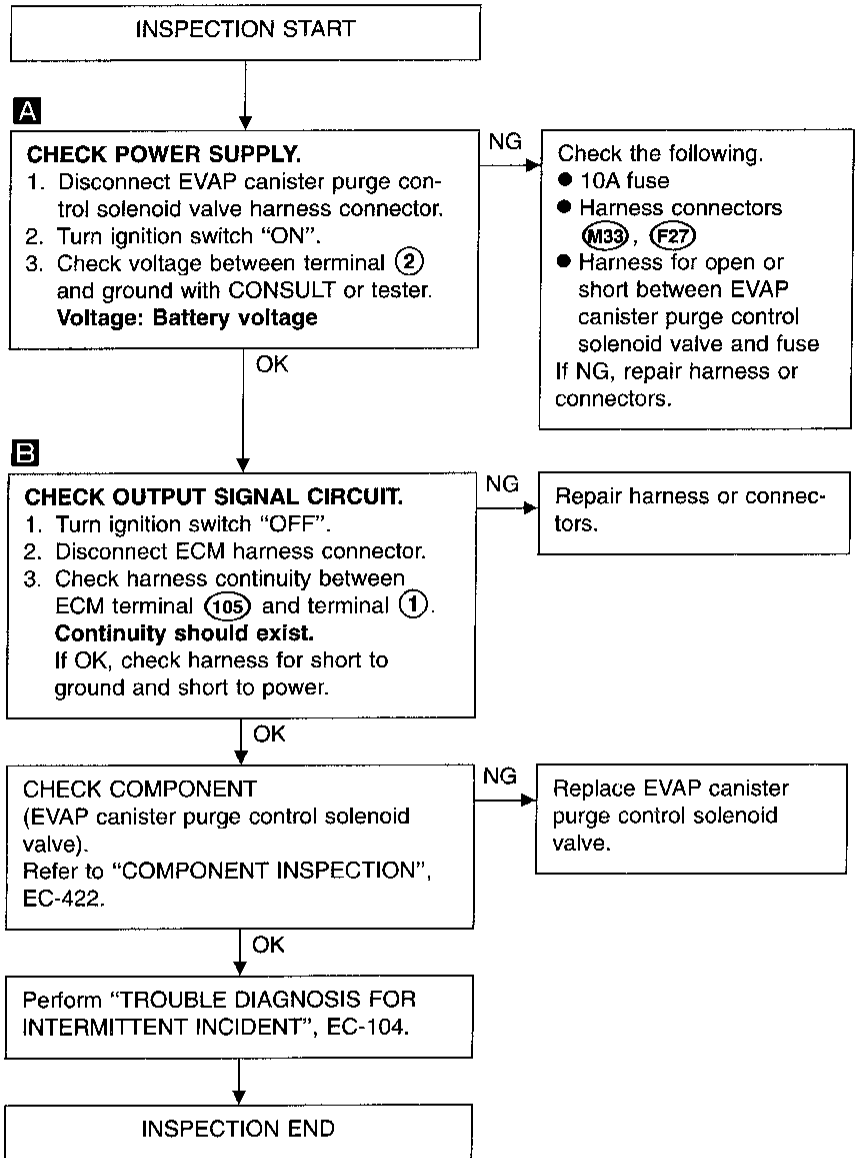 INSPECTION START
A
CHECK POWER SUPPLY.
1. Disconnect EVAP canister purge con-
trol solenoid valve harness connector.
2. Turn ignition switch “ON”.
3. Check voltage between terminal ②
and ground with CONSULT or tester.
Voltage: Battery voltage
NG
Check the following.
● 10A fuse
● Harness connectors
M33, F27
● Harness for open or
short between EVAP
canister purge control
solenoid valve and fuse
If NG, repair harness or
connectors.
OK
B
CHECK OUTPUT SIGNAL CIRCUIT.
1. Turn ignition switch “OFF”.
2. Disconnect ECM harness connector.
3. Check harness continuity between
ECM terminal 105 and terminal ①.
Continuity should exist.
If OK, check harness for short to
ground and short to power.
NG
Repair harness or connec-
tors.
OK
CHECK COMPONENT
(EVAP canister purge control solenoid
valve).
Refer to “COMPONENT INSPECTION”,
EC-422.
NG
Replace EVAP canister
purge control solenoid
valve.
OK
Perform “TROUBLE DIAGNOSIS FOR
INTERMITTENT INCIDENT”, EC-104.
INSPECTION END